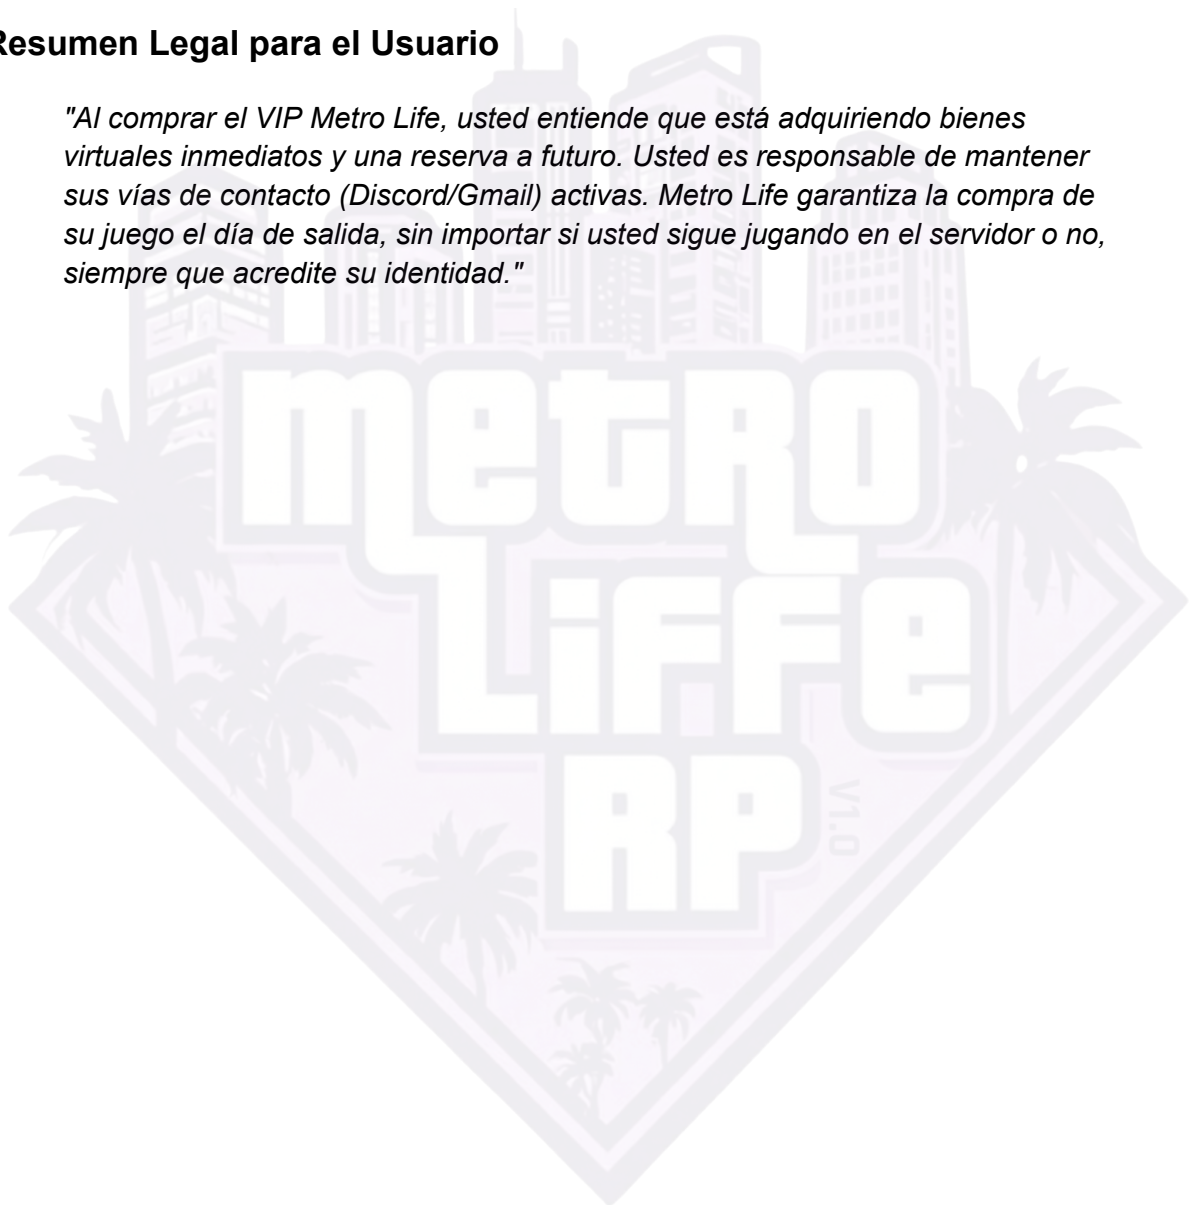 Resumen Legal para el Usuario
"Al comprar el VIP Metro Life, usted entiende que está adquiriendo bienes
virtuales inmediatos y una reserva a futuro. Usted es responsable de mantener
sus vías de contacto (Discord/Gmail) activas. Metro Life garantiza la compra de
su juego el día de salida, sin importar si usted sigue jugando en el servidor o no,
siempre que acredite su identidad."
metro
Liffe
RP
V1.0